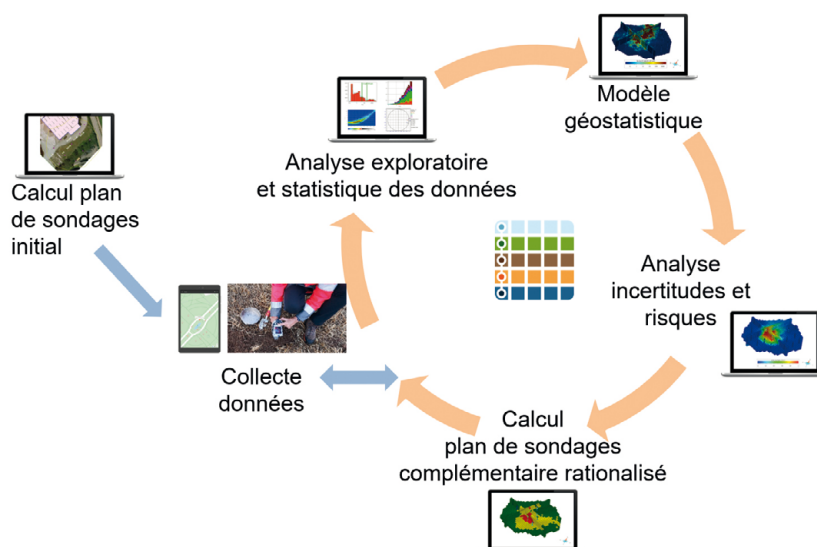 Calcul plan
de sondages
initial
Collecte
données
Analyse exploratoire
et statistique des données
Modèle
géostatistique
Analyse
incertitudes et
risques
Calcul
plan de sondages
complémentaire rationalisé